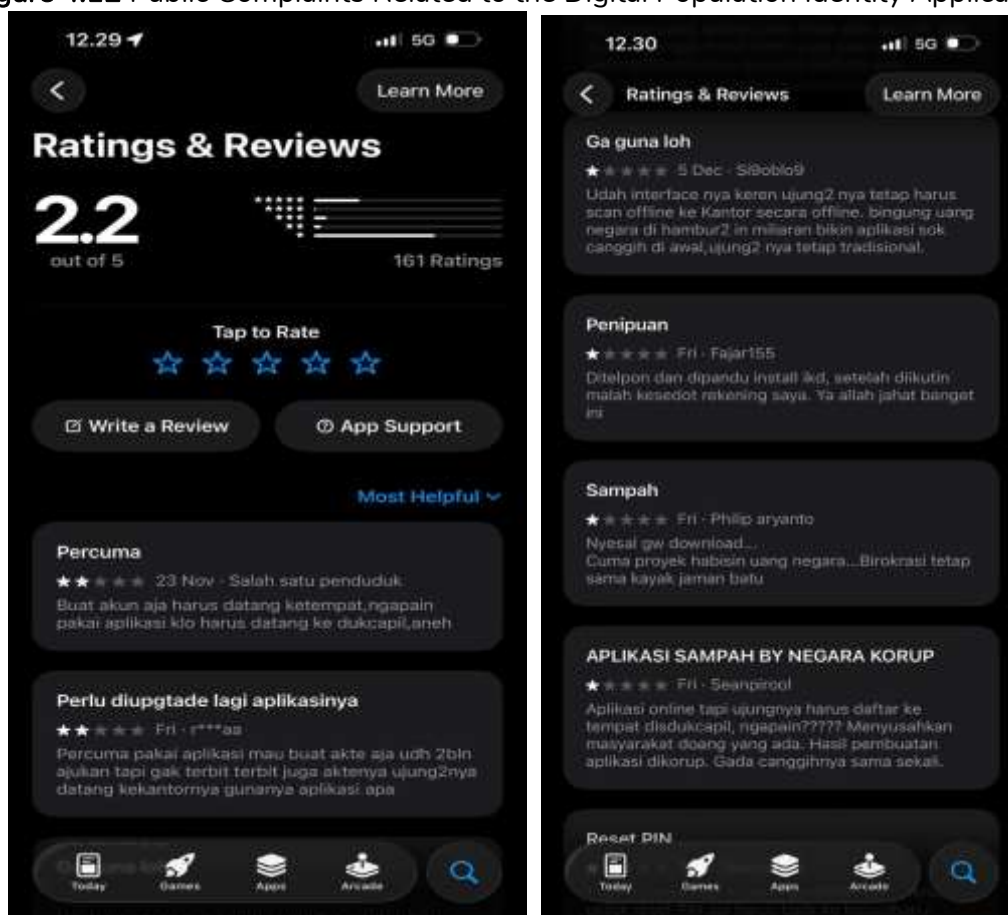 Public Complaints Related to the Digital Population Identity
12.29
5G
Learn More
Ratings & Reviews
2.2
out of 5
161 Ratings
Tap to Rate
Write a Review
App Support
Most Helpful
Percuma
23 Nov · Salah satu penduduk
Buat akun aja harus datang ketempat,ngapain
pakai aplikasi klo harus datang ke dukcapil,aneh
Perlu diupgtade lagi aplikasinya
Fri · r***aa
Percuma pakai aplikasi mau buat akte aja udh 2bln
ajukan tapi gak terbit terbit juga aktenya ujung2nya
datang kekantornya gunanya aplikasi apa
Today
Games
Apps
Arcade
12.30
5G
Ratings & Reviews
Learn More
Ga guna loh
5 Dec · Si9oblo9
Udah interface nya keren ujung2 nya tetap harus
scan offline ke Kantor secara offline. bingung uang
negara di hambur2 in miliaran bikin aplikasi sok
canggih di awal,ujung2 nya tetap tradisional.
Penipuan
Fri · Fajar155
Ditelpon dan dipandu install ikd, setelah diikutin
malah kesedot rekening saya. Ya allah jahat banget
ini
Sampah
Fri · Philip aryanto
Nyesal gw download...
Cuma proyek habisin uang negara...Birokrasi tetap
sama kayak jaman batu
APLIKASI SAMPAH BY NEGARA KORUP
Fri · Seanpirool
Aplikasi online tapi ujungnya harus daftar ke
tempat disdukcapil, ngapain????? Menyusahkan
masyarakat doang yang ada. Hasil pembuatan
aplikasi dikorup. Gada canggihnya sama sekali.
Reset PIN
Today
Games
Apps
Arcade